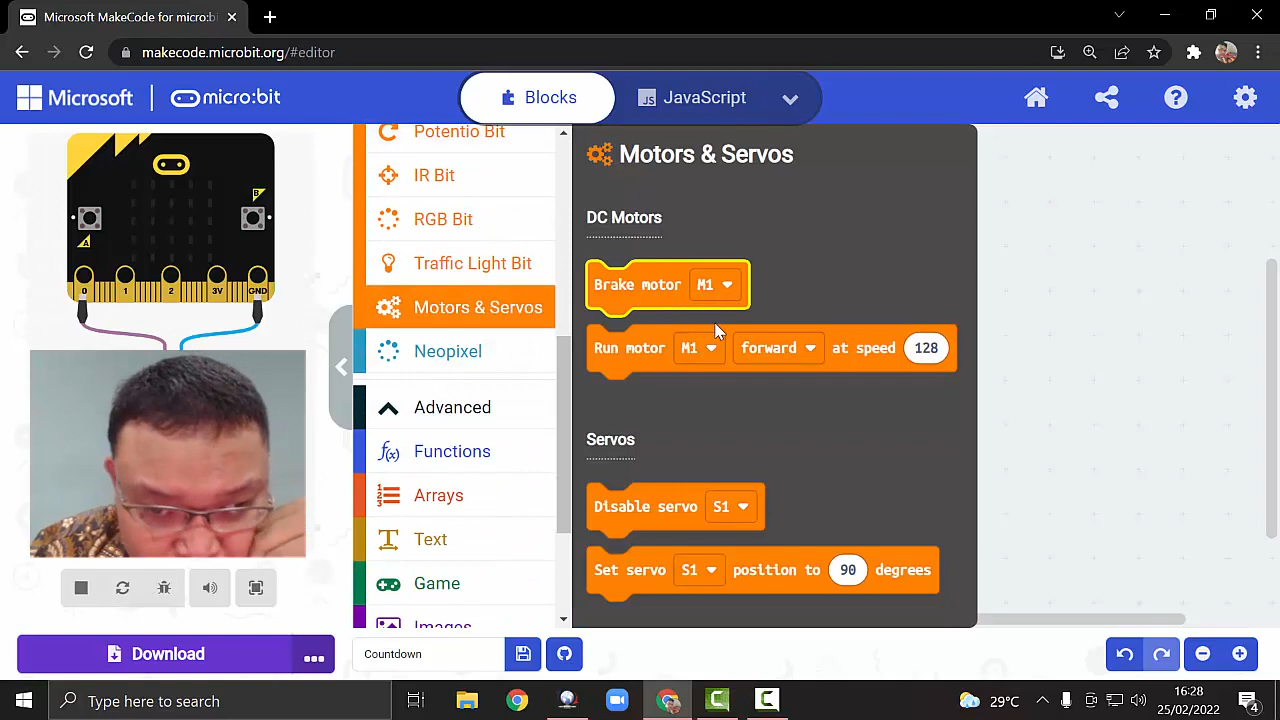 Microsoft MakeCode for micro:bi
makecode.microbit.org/#editor
Microsoft
micro:bit
Blocks
JS
JavaScript
A
B
0
1
2
3V
GND
Potentio Bit
IR Bit
RGB Bit
Traffic Light Bit
Motors & Servos
Neopixel
Advanced
Functions
Arrays
Text
Game
Images
Motors & Servos
DC Motors
Brake motor M1
Run motor M1 forward at speed 128
Servos
Disable servo S1
Set servo S1 position to 90 degrees
Download
Countdown
Type here to search
29°C
16:28
25/02/2022
4